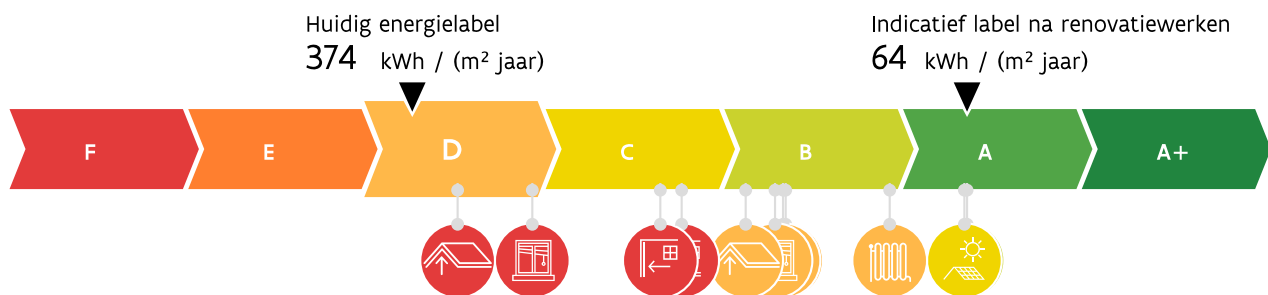 Huidig energielabel
374 kWh / (m² jaar)
Indicatief label na renovatiewerken
64 kWh / (m² jaar)
F E D C B A A+